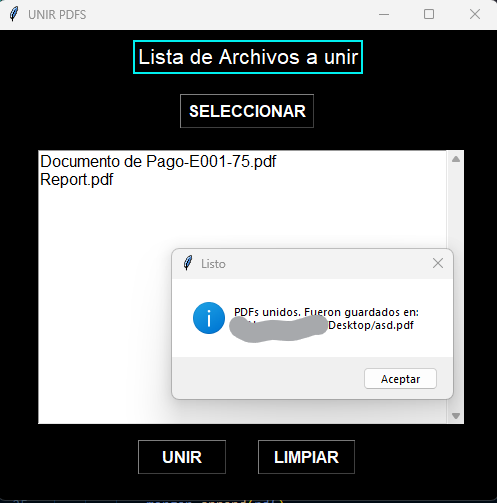 UNIR PDFS
Lista de Archivos a unir
SELECCIONAR
Documento de Pago-E001-75.pdf
Report.pdf
Listo
PDFs unidos. Fueron guardados en:
Desktop/asd.pdf
Aceptar
UNIR
LIMPIAR